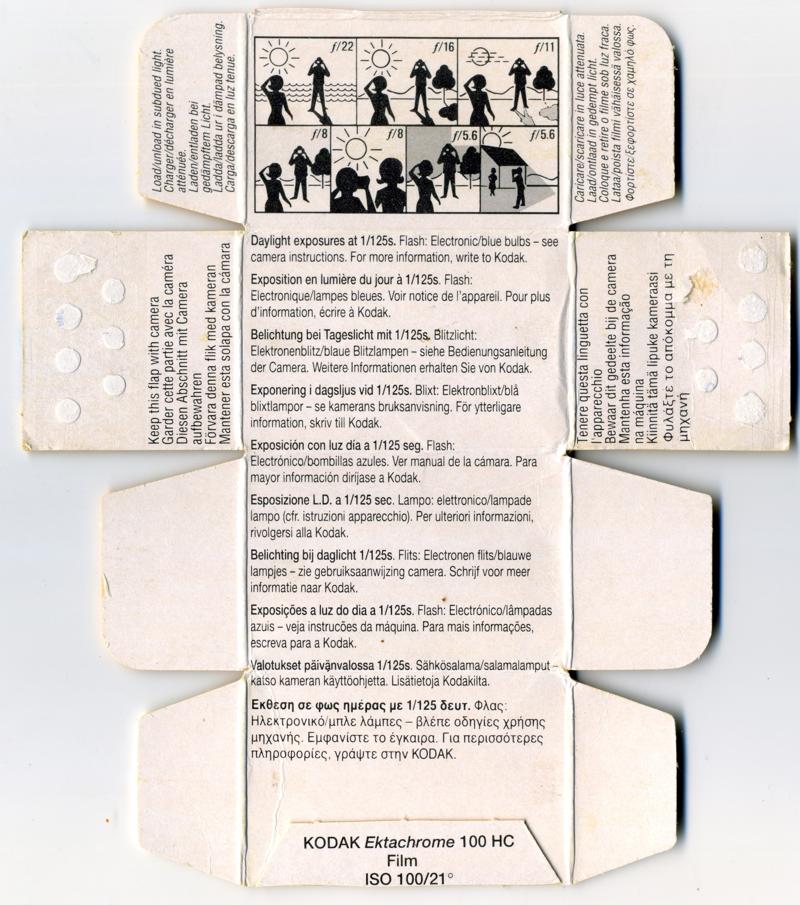 Load/unload in subdued light.
Charger/décharger en lumière
atténuée.
Laden/entladen bei
gedämpftem Licht.
Ladda/ladda ur i dämpad belysning.
Carga/descarga en luz tenue.
f/22
f/16
f/11
f/8
f/8
f/5.6
f/5.6
Caricare/scaricare in luce attenuata.
Laad/ontlaad in gedempt licht.
Coloque e retire o filme sob luz fraca.
Lataa/poista filmi vähäisessä valossa.
Φορτίστε/ξεφορτίστε σε χαμηλό φως.
Keep this flap with camera
Garder cette partie avec la caméra
Diesen Abschnitt mit Camera
aufbewahren
Förvara denna flik med kameran
Mantener esta solapa con la cámara
Daylight exposures at 1/125s. Flash: Electronic/blue bulbs – see
camera instructions. For more information, write to Kodak.
Exposition en lumière du jour à 1/125s. Flash:
Electronique/lampes bleues. Voir notice de l'appareil. Pour plus
d'information, écrire à Kodak.
Belichtung bei Tageslicht mit 1/125s. Blitzlicht:
Elektronenblitz/blaue Blitzlampen – siehe Bedienungsanleitung
der Camera. Weitere Informationen erhalten Sie von Kodak.
Exponering i dagsljus vid 1/125s. Blixt: Elektronblixt/blå
blixtlampor – se kamerans bruksanvisning. För ytterligare
information, skriv till Kodak.
Exposición con luz día a 1/125 seg. Flash:
Electrónico/bombillas azules. Ver manual de la cámara. Para
mayor información diríjase a Kodak.
Esposizione L.D. a 1/125 sec. Lampo: elettronico/lampade
lampo (cfr. istruzioni apparecchio). Per ulteriori informazioni,
rivolgersi alla Kodak.
Belichting bij daglicht 1/125s. Flits: Electronen flits/blauwe
lampjes – zie gebruiksaanwijzing camera. Schrijf voor meer
informatie naar Kodak.
Exposições a luz do dia a 1/125s. Flash: Electrónico/lâmpadas
azuis – veja instrucões da máquina. Para mais informações,
escreva para a Kodak.
Valotukset päivänvalossa 1/125s. Sähkösalama/salamalamput –
katso kameran käyttöohjetta. Lisätietoja Kodakilta.
Εκθεση σε φως ημέρας με 1/125 δευτ. Φλας:
Ηλεκτρονικό/μπλε λάμπες – βλέπε οδηγίες χρήσης
μηχανής. Εμφανίστε το έγκαιρα. Για περισσότερες
πληροφορίες, γράψτε στην KODAK.
Tenere questa linguetta con
l'apparecchio
Bewaar dit gedeelte bij de camera
Mantenha esta informação
na máquina
Kiinnitä tämä lipuke kameraasi
Φυλάξτε το απόκομμα με τη
μηχανή
KODAK Ektachrome 100 HC
Film
ISO 100/21°